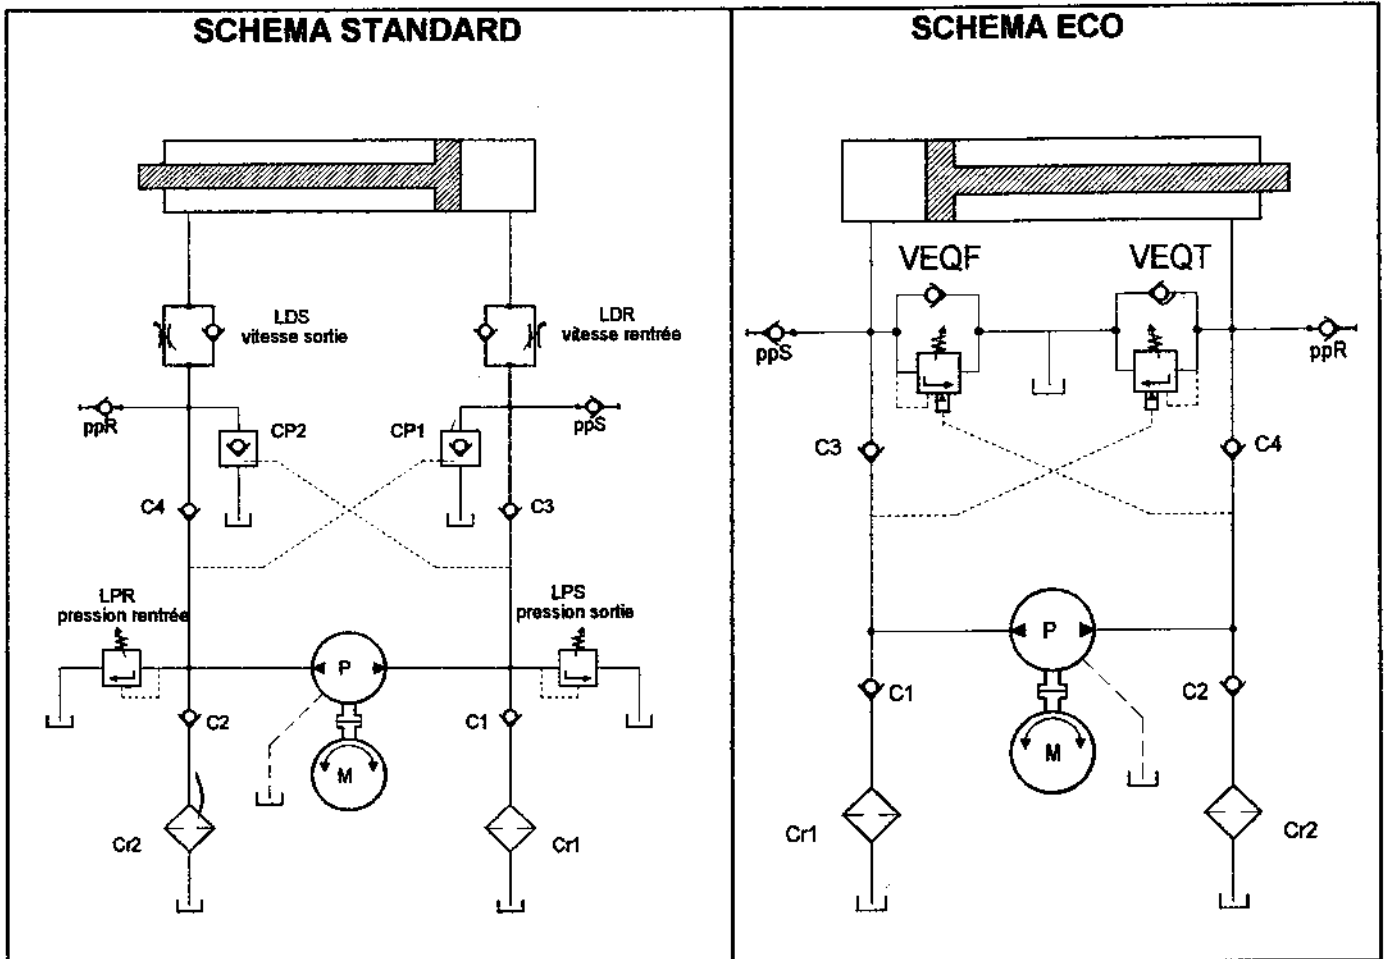 SCHEMA STANDARD
LDS
vitesse sortie
LDR
vitesse rentrée
ppR
CP2
CP1
ppS
C4
C3
LPR
pression rentrée
LPS
pression sortie
P
C2
C1
M
Cr2
Cr1
SCHEMA ECO
VEQF
VEQT
ppS
ppR
C3
C4
P
C1
C2
M
Cr1
Cr2